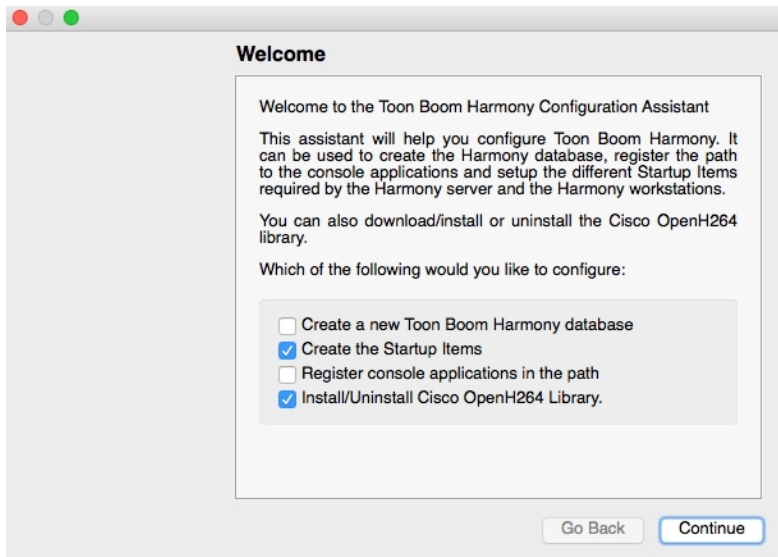 Welcome
Welcome to the Toon Boom Harmony Configuration Assistant
This assistant will help you configure Toon Boom Harmony. It
can be used to create the Harmony database, register the path
to the console applications and setup the different Startup Items
required by the Harmony server and the Harmony workstations.
You can also download/install or uninstall the Cisco OpenH264
library.
Which of the following would you like to configure:
Create a new Toon Boom Harmony database
Create the Startup Items
Register console applications in the path
Install/Uninstall Cisco OpenH264 Library.
Go Back
Continue